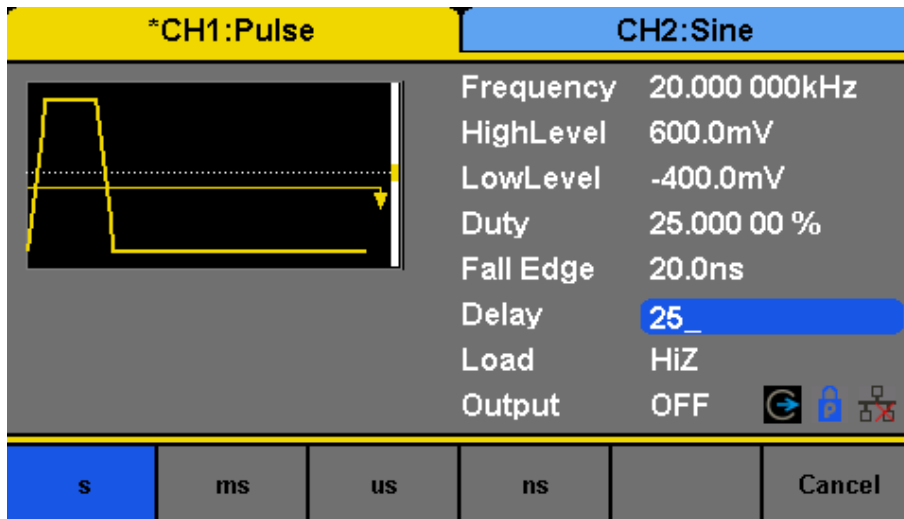 *CH1:Pulse CH2:Sine
Frequency 20.000 000kHz
HighLevel 600.0mV
LowLevel -400.0mV
Duty 25.000 00 %
Fall Edge 20.0ns
Delay 25_
Load HiZ
Output OFF P
s ms us ns Cancel